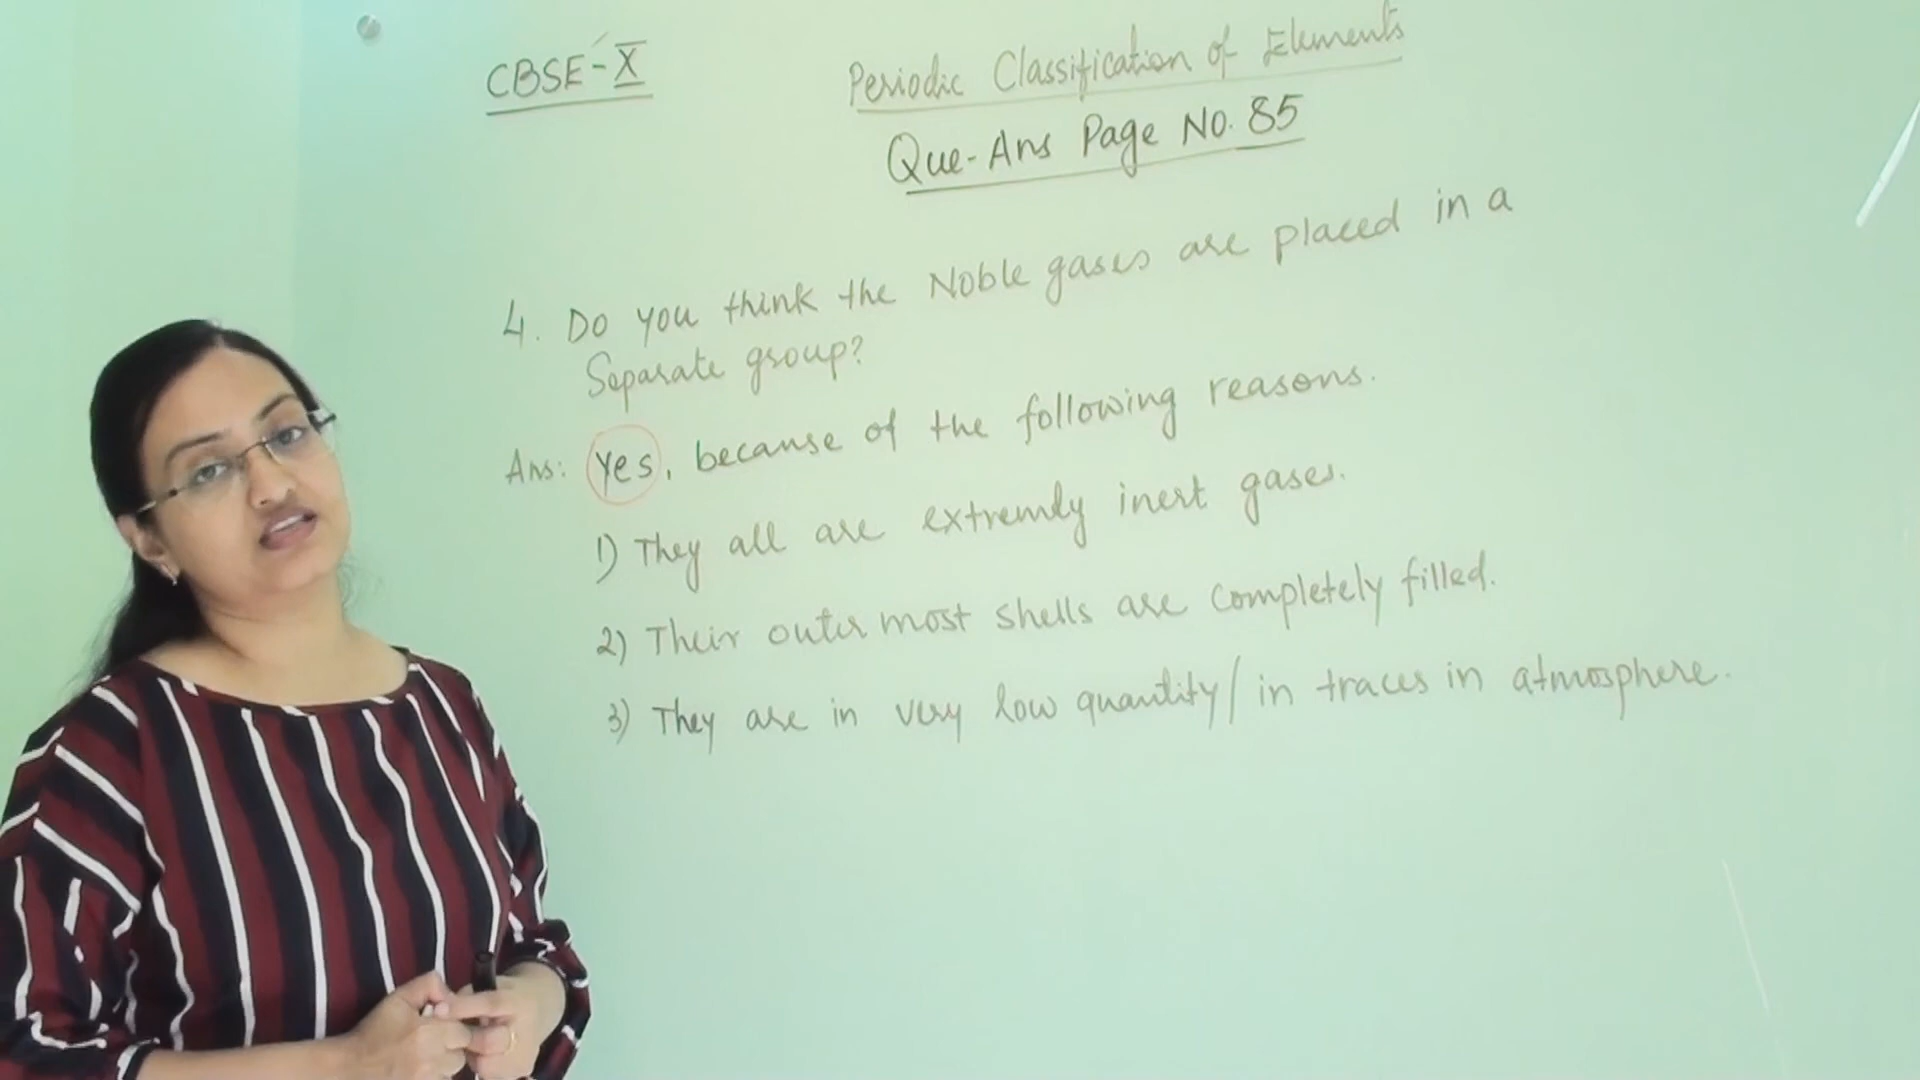 CBSE-X
Periodic Classification of Elements
Que-Ans Page No. 85
4. Do you think the Noble gases are placed in a
Separate group?
Ans: Yes, because of the following reasons.
1) They all are extremly inert gases.
2) Their outer most shells are completely filled.
3) They are in very low quantity/in traces in atmosphere.